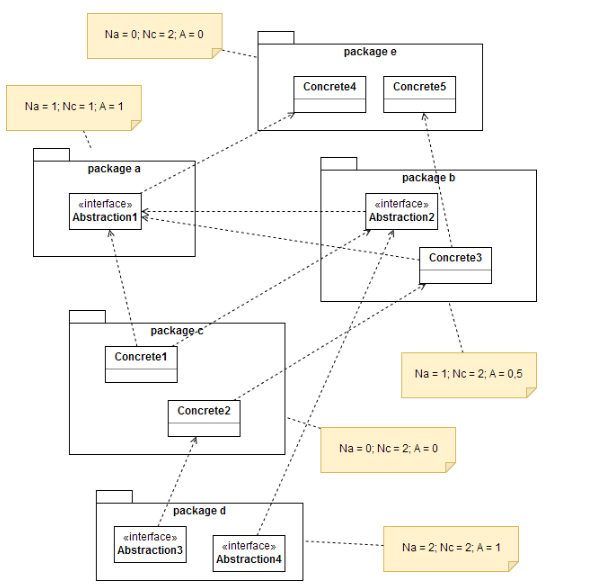 Na = 0; Nc = 2; A = 0
package e
Concrete4
Concrete5
Na = 1; Nc = 1; A = 1
package a
«interface»
Abstraction1
package b
«interface»
Abstraction2
Concrete3
package c
Concrete1
Concrete2
Na = 1; Nc = 2; A = 0,5
Na = 0; Nc = 2; A = 0
package d
«interface»
Abstraction3
«interface»
Abstraction4
Na = 2; Nc = 2; A = 1